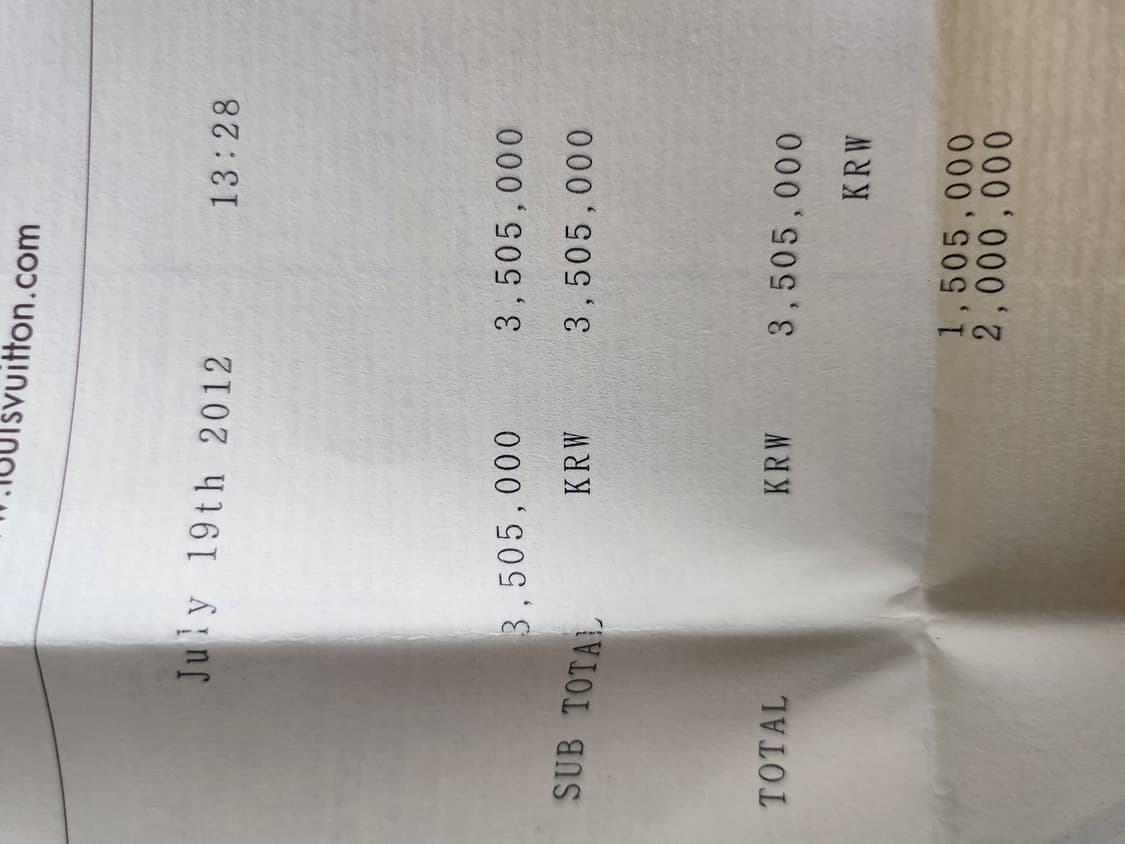 louisvuitton.com
July 19th 2012 13:28
3,505,000 3,505,000
SUB TOTAL KRW 3,505,000
TOTAL KRW 3,505,000
KRW
1,505,000
2,000,000